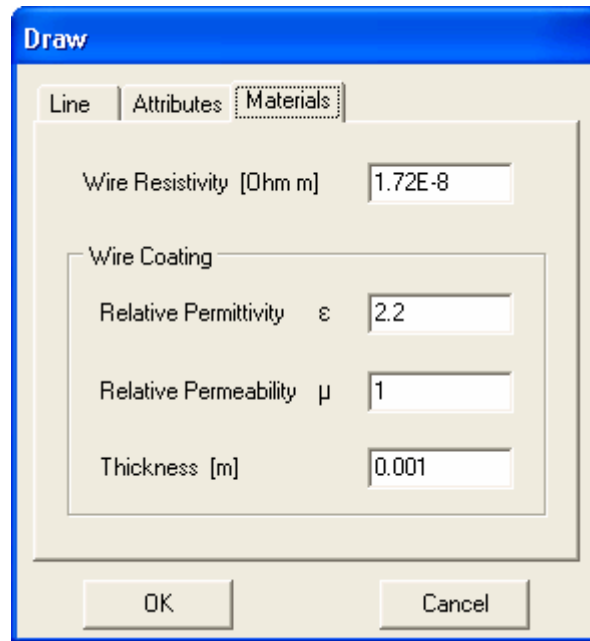 Draw
Line Attributes Materials
Wire Resistivity [Ohm m] 1.72E-8
Wire Coating
Relative Permittivity ε 2.2
Relative Permeability μ 1
Thickness [m] 0.001
OK Cancel